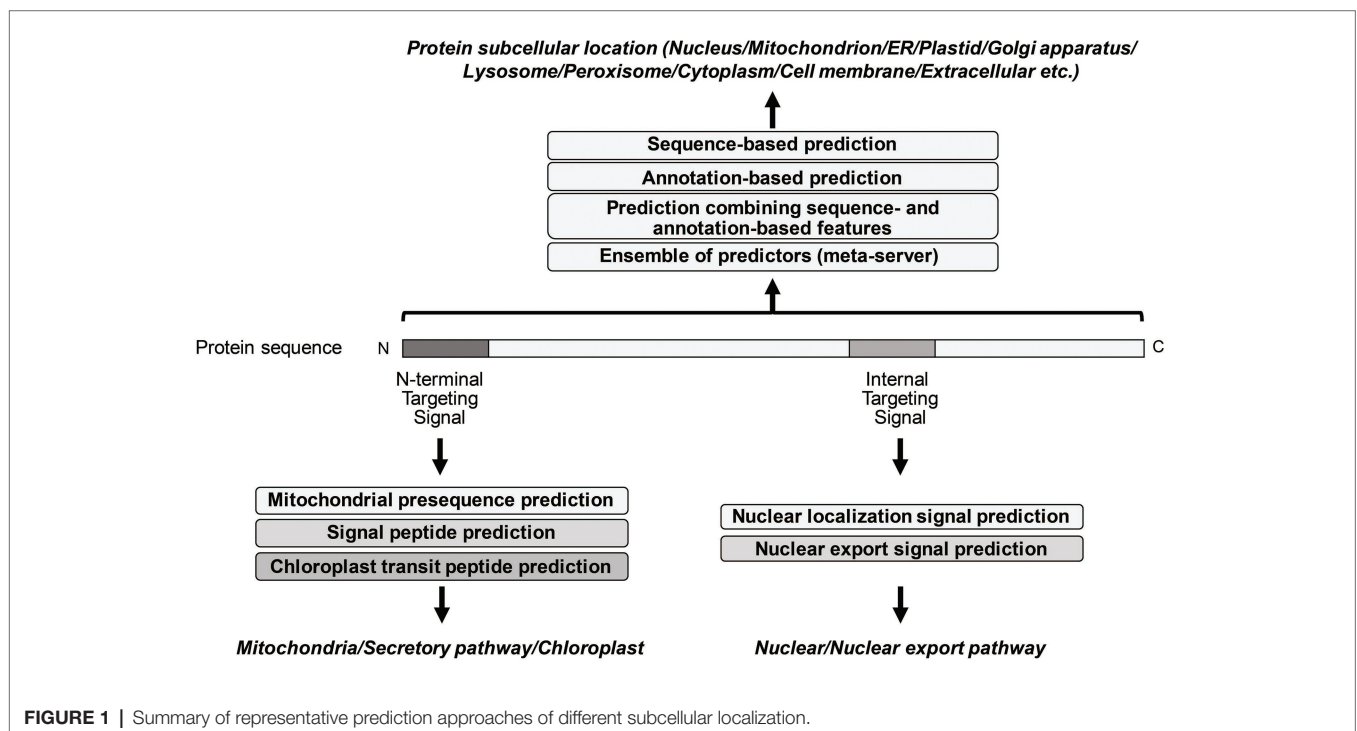 Protein subcellular location (Nucleus/Mitochondrion/ER/Plastid/Golgi apparatus/
Lysosome/Peroxisome/Cytoplasm/Cell membrane/Extracellular etc.)
Sequence-based prediction
Annotation-based prediction
Prediction combining sequence- and
annotation-based features
Ensemble of predictors (meta-server)
Protein sequence N C
N-terminal
Targeting
Signal
Internal
Targeting
Signal
Mitochondrial presequence prediction
Signal peptide prediction
Chloroplast transit peptide prediction
Nuclear localization signal prediction
Nuclear export signal prediction
Mitochondria/Secretory pathway/Chloroplast
Nuclear/Nuclear export pathway
FIGURE 1 | Summary of representative prediction approaches of different subcellular localization.